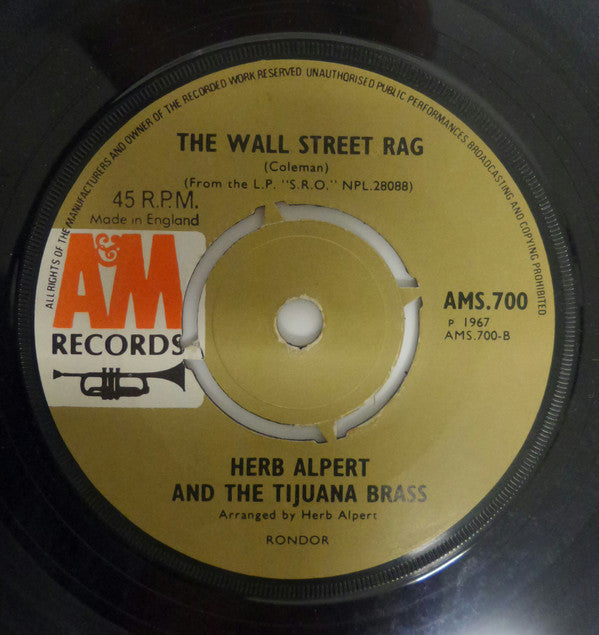 ALL RIGHTS OF THE MANUFACTURERS AND OWNER OF THE RECORDED WORK RESERVED UNAUTHORISED PUBLIC PERFORMANCES BROADCASTING AND COPYING PROHIBITED
THE WALL STREET RAG
(Coleman)
(From the L.P. "S.R.O." NPL.28088)
45 R.P.M.
Made in England
A&M
RECORDS
AMS.700
P 1967
AMS.700-B
HERB ALPERT
AND THE TIJUANA BRASS
Arranged by Herb Alpert
RONDOR